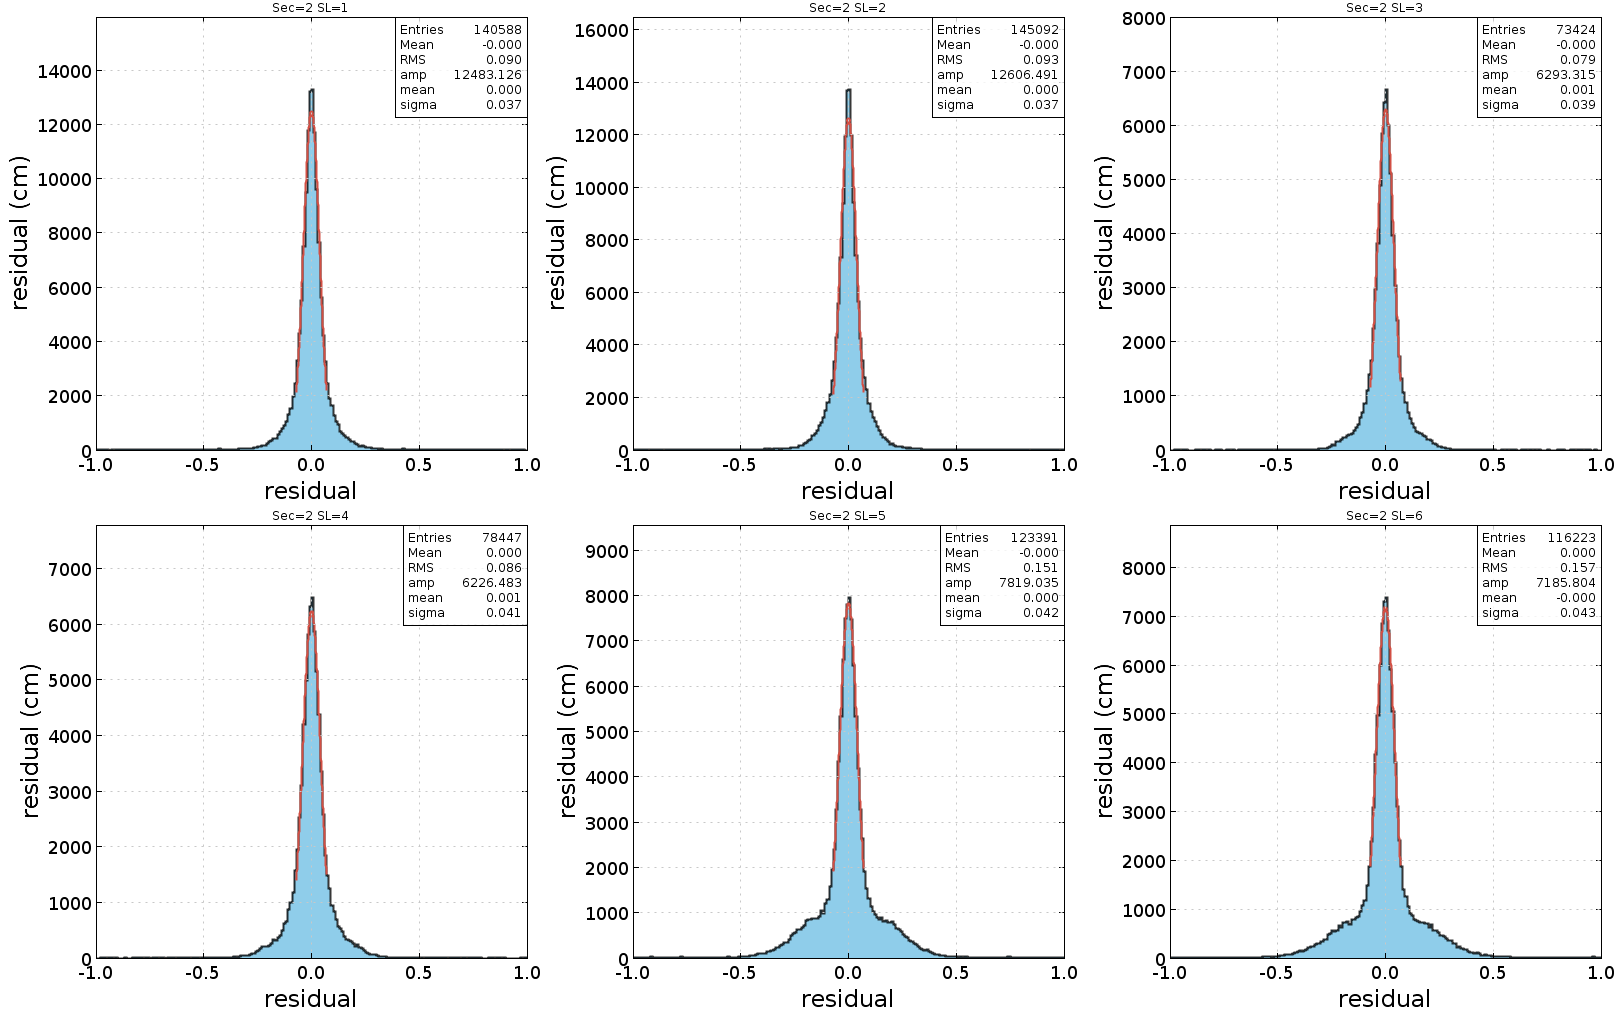 Sec=2 SL=1
Entries 140588
Mean -0.000
RMS 0.090
amp 12483.126
mean 0.000
sigma 0.037
14000
12000
10000
8000
6000
4000
2000
0
residual (cm)
-1.0 -0.5 0.0 0.5 1.0
residual
Sec=2 SL=2
Entries 145092
Mean -0.000
RMS 0.093
amp 12606.491
mean 0.000
sigma 0.037
16000
14000
12000
10000
8000
6000
4000
2000
0
residual (cm)
-1.0 -0.5 0.0 0.5 1.0
residual
Sec=2 SL=3
Entries 73424
Mean -0.000
RMS 0.079
amp 6293.315
mean 0.001
sigma 0.039
8000
7000
6000
5000
4000
3000
2000
1000
0
residual (cm)
-1.0 -0.5 0.0 0.5 1.0
residual
Sec=2 SL=4
Entries 78447
Mean 0.000
RMS 0.086
amp 6226.483
mean 0.001
sigma 0.041
7000
6000
5000
4000
3000
2000
1000
0
residual (cm)
-1.0 -0.5 0.0 0.5 1.0
residual
Sec=2 SL=5
Entries 123391
Mean -0.000
RMS 0.151
amp 7819.035
mean 0.000
sigma 0.042
9000
8000
7000
6000
5000
4000
3000
2000
1000
0
residual (cm)
-1.0 -0.5 0.0 0.5 1.0
residual
Sec=2 SL=6
Entries 116223
Mean 0.000
RMS 0.157
amp 7185.804
mean -0.000
sigma 0.043
8000
7000
6000
5000
4000
3000
2000
1000
0
residual (cm)
-1.0 -0.5 0.0 0.5 1.0
residual